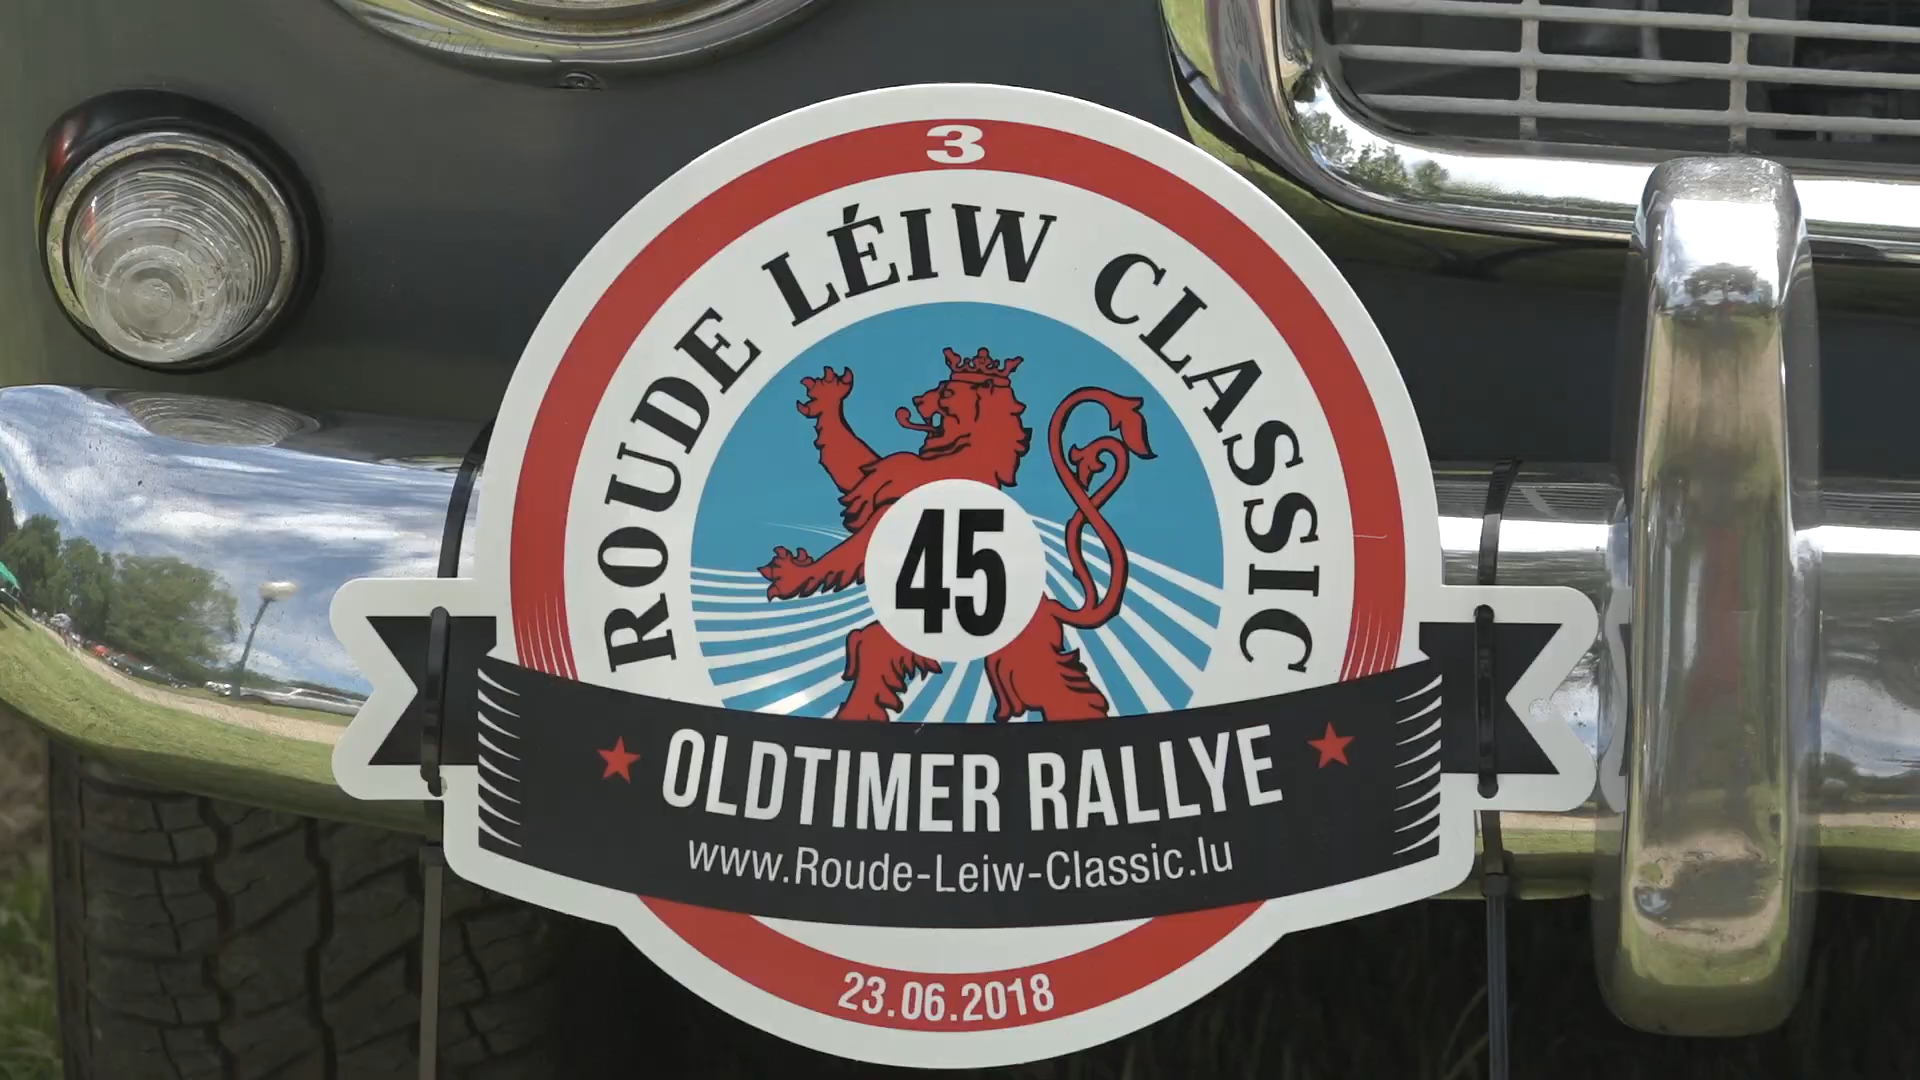 3
ROUDE LÉIW CLASSIC
45
OLDTIMER RALLYE
www.Roude-Leiw-Classic.lu
23.06.2018